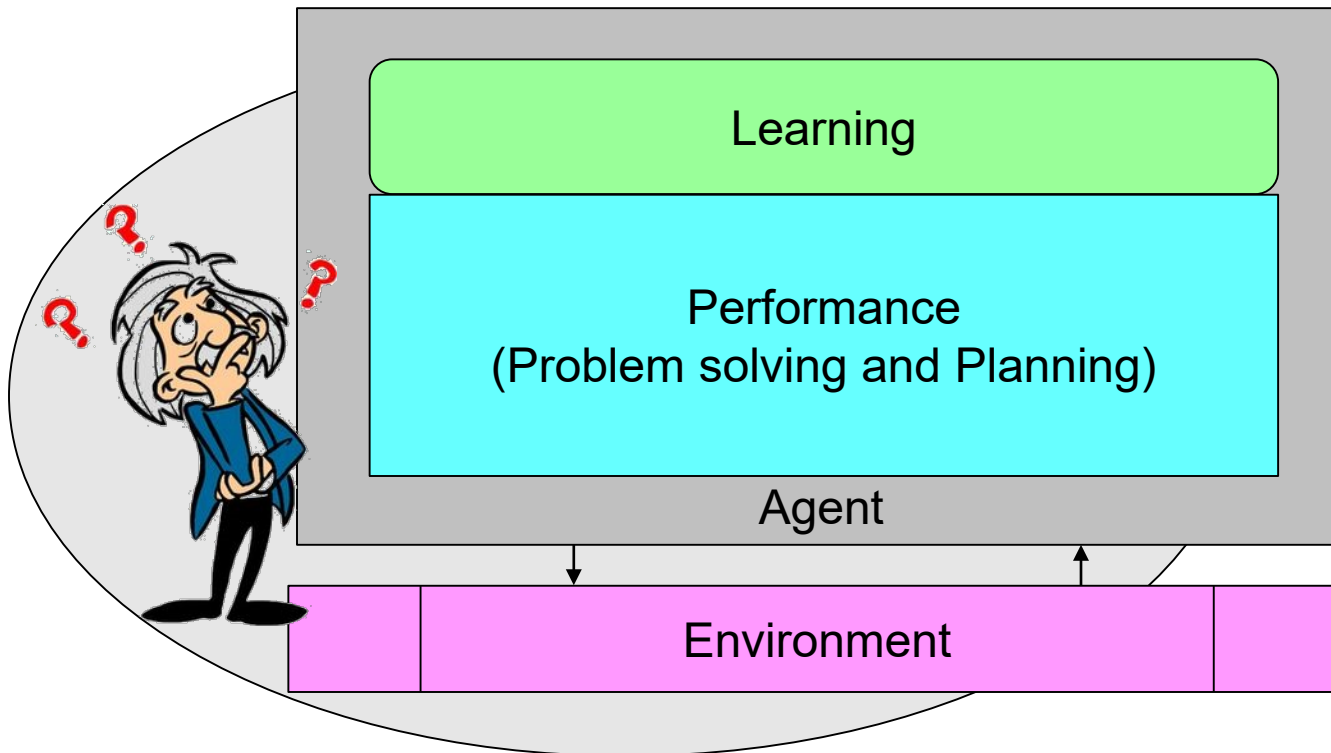 Learning
Performance
(Problem solving and Planning)
Agent
Environment
? ? ?